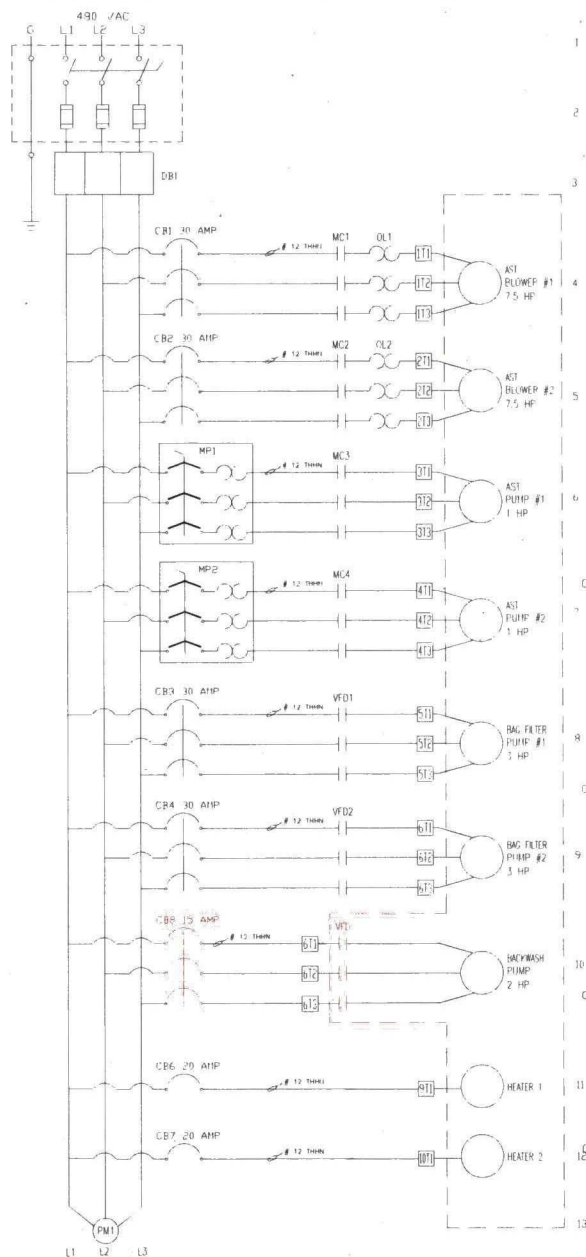 480 VAC
G L1 L2 L3
1
2
DB1
3
CB1 30 AMP
# 12 THHN
MC1
OL1
1T1
1T2
1T3
AST
BLOWER #1
7.5 HP
4
CB2 30 AMP
# 12 THHN
MC2
OL2
2T1
2T2
2T3
AST
BLOWER #2
7.5 HP
5
MP1
# 12 THHN
MC3
3T1
3T2
3T3
AST
PUMP #1
1 HP
6
MP2
# 12 THHN
MC4
4T1
4T2
4T3
AST
PUMP #2
1 HP
7
CB3 30 AMP
# 12 THHN
VFD1
5T1
5T2
5T3
BAG FILTER
PUMP #1
3 HP
8
CB4 30 AMP
# 12 THHN
VFD2
6T1
6T2
6T3
BAG FILTER
PUMP #2
3 HP
9
CB8 15 AMP
# 12 THHN
6T1
6T2
6T3
BACKWASH
PUMP
2 HP
10
CB6 20 AMP
# 12 THHN
9T1
HEATER 1
11
CB7 20 AMP
# 12 THHN
10T1
HEATER 2
12
PM1
L1 L2 L3
13